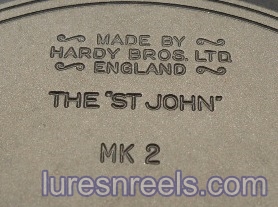 MADE BY
HARDY BROS. LTD.
ENGLAND
THE "ST JOHN"
MK 2
luresnreels.com